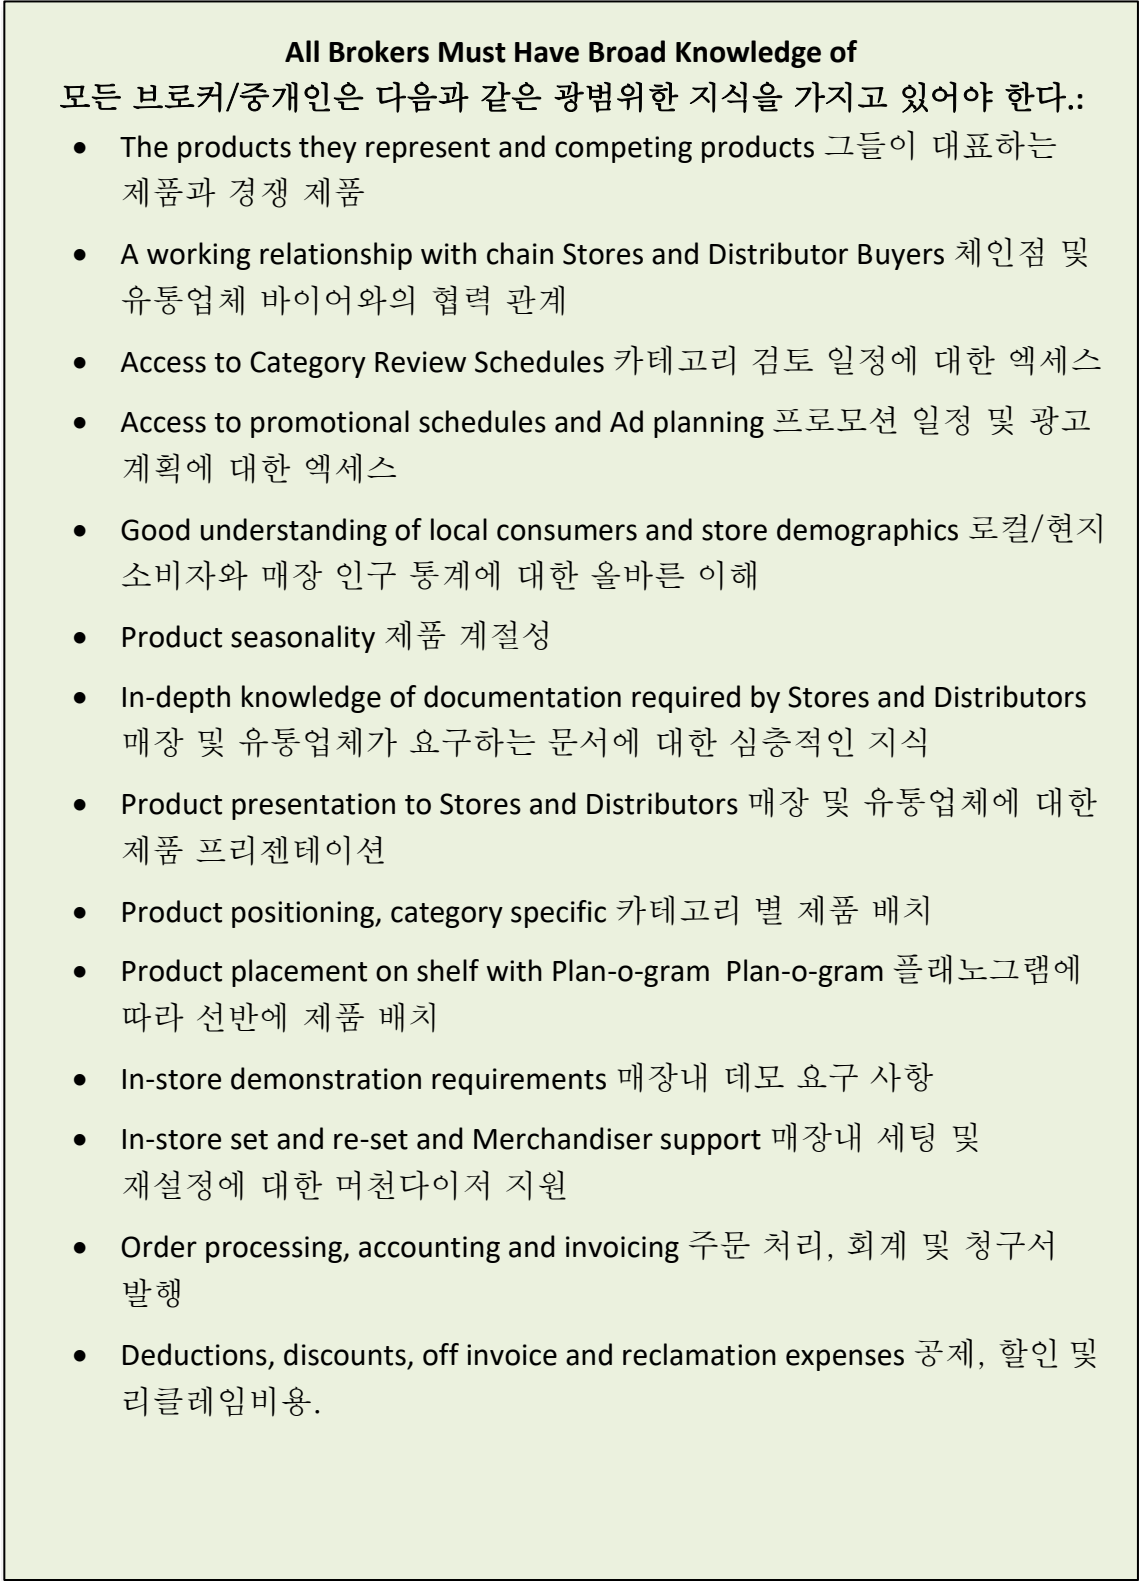 All Brokers Must Have Broad Knowledge of
모든 브로커/중개인은 다음과 같은 광범위한 지식을 가지고 있어야 한다.:
• The products they represent and competing products 그들이 대표하는
제품과 경쟁 제품
• A working relationship with chain Stores and Distributor Buyers 체인점 및
유통업체 바이어와의 협력 관계
• Access to Category Review Schedules 카테고리 검토 일정에 대한 엑세스
• Access to promotional schedules and Ad planning 프로모션 일정 및 광고
계획에 대한 엑세스
• Good understanding of local consumers and store demographics 로컬/현지
소비자와 매장 인구 통계에 대한 올바른 이해
• Product seasonality 제품 계절성
• In-depth knowledge of documentation required by Stores and Distributors
매장 및 유통업체가 요구하는 문서에 대한 심층적인 지식
• Product presentation to Stores and Distributors 매장 및 유통업체에 대한
제품 프리젠테이션
• Product positioning, category specific 카테고리 별 제품 배치
• Product placement on shelf with Plan-o-gram  Plan-o-gram 플래노그램에
따라 선반에 제품 배치
• In-store demonstration requirements 매장내 데모 요구 사항
• In-store set and re-set and Merchandiser support 매장내 세팅 및
재설정에 대한 머천다이저 지원
• Order processing, accounting and invoicing 주문 처리, 회계 및 청구서
발행
• Deductions, discounts, off invoice and reclamation expenses 공제, 할인 및
리클레임비용.